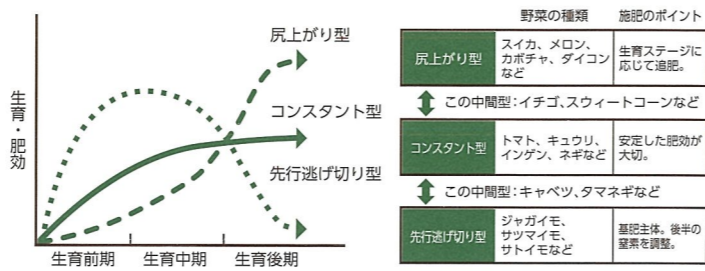 生育・肥効
尻上がり型
コンスタント型
先行逃げ切り型
生育前期
生育中期
生育後期
野菜の種類
施肥のポイント
尻上がり型
スイカ、メロン、
カボチャ、ダイコン
など
生育ステージに
応じて追肥。
この中間型:イチゴ、スウィートコーンなど
コンスタント型
トマト、キュウリ、
インゲン、ネギなど
安定した肥効が
大切。
この中間型:キャベツ、タマネギなど
先行逃げ切り型
ジャガイモ、
サツマイモ、
サトイモなど
基肥主体。後半の
窒素を調整。